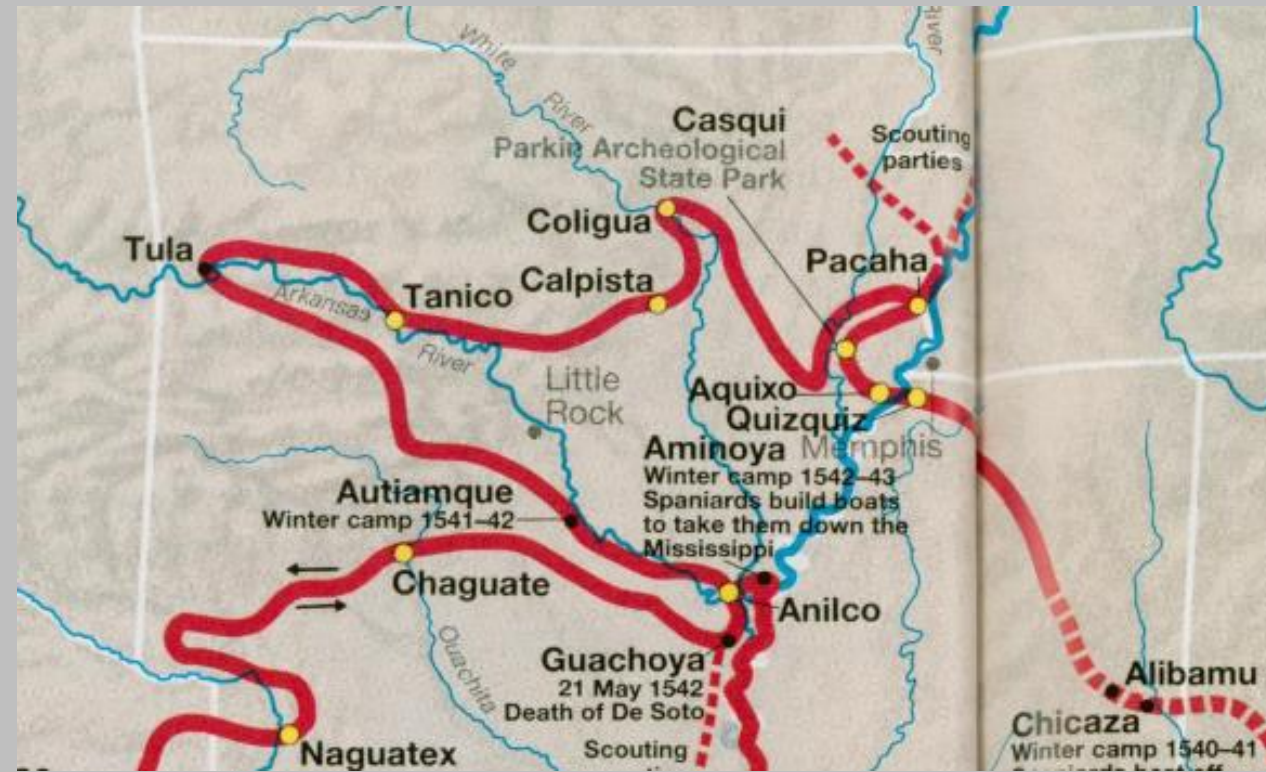 White
River
River
Casqui
Parkin Archeological
State Park
Scouting
parties
Coligua
Tula
Pacaha
Calpista
Tanico
Arkansas
River
Little
Rock
Aquixo
Quizquiz
Memphis
Aminoya
Winter camp 1542–43
Spaniards build boats
to take them down the
Mississippi
Autiamque
Winter camp 1541–42
Chaguate
Anilco
Ouachita
Guachoya
21 May 1542
Death of De Soto
Scouting
Alibamu
Chicaza
Winter camp 1540–41
Naguatex